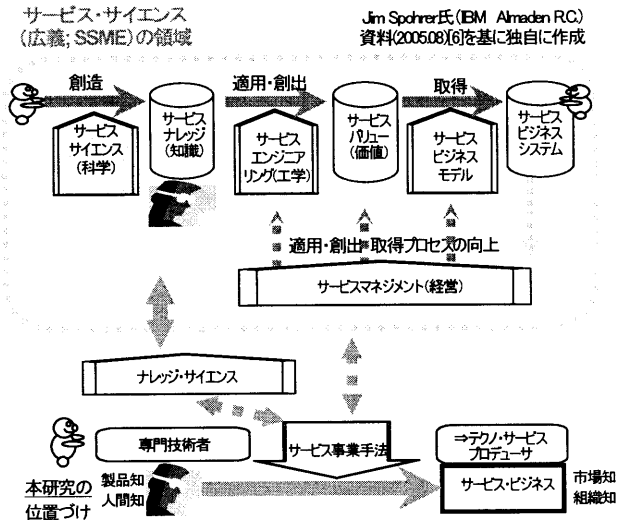 サービス・サイエンス
(広義; SSME)の領域
Jim Spohrer氏(IBM Almaden R.C.)
資料(2005.08)[6]を基に独自に作成
創造
適用・創出
取得
サービス
サイエンス
(科学)
サービス
ナレッジ
(知識)
サービス
エンジニア
リング(工学)
サービス
バリュー
(価値)
サービス
ビジネス
モデル
サービス
ビジネス
システム
適用・創出・取得プロセスの向上
サービスマネジメント(経営)
ナレッジ・サイエンス
専門技術者
サービス事業手法
⇒テクノ・サービス
プロデューサ
本研究の
位置づけ
製品知
人間知
サービス・ビジネス
市場知
組織知